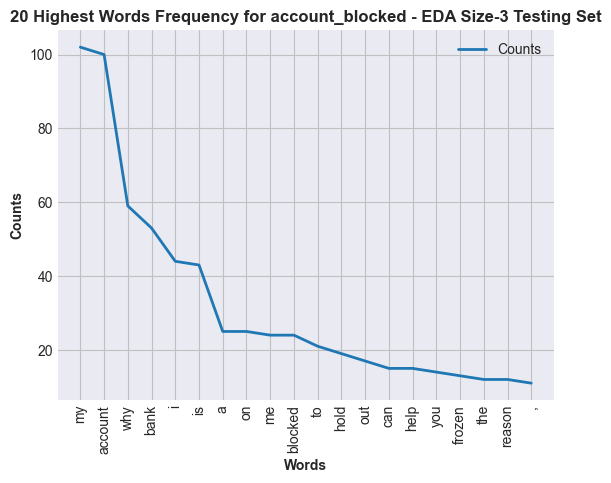 20 Highest Words Frequency for account_blocked - EDA Size-3 Testing Set
Counts
100
80
60
40
20
Counts
my
account
why
bank
i
is
a
on
me
blocked
to
hold
out
can
help
you
frozen
the
reason
,
Words